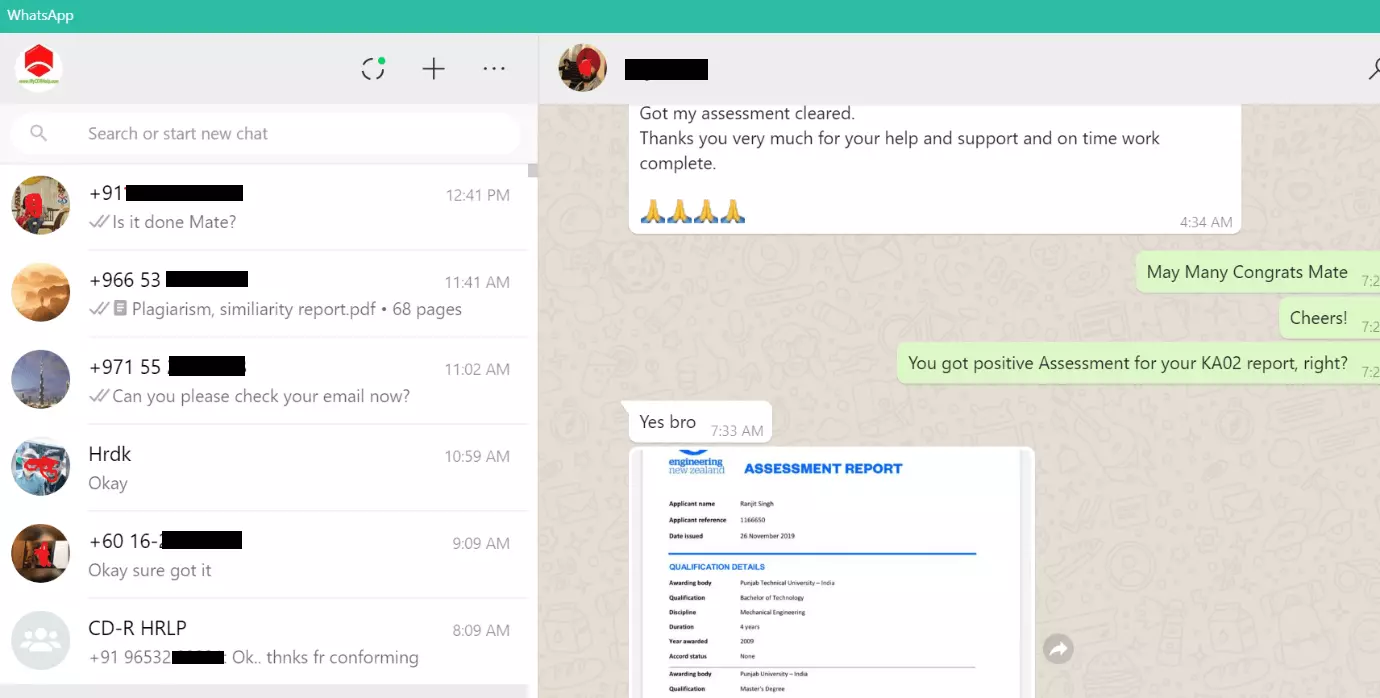 WhatsApp
Search or start new chat
+91
12:41 PM
Is it done Mate?
+966 53
11:41 AM
Plagiarism, similiarity report.pdf • 68 pages
+971 55
11:02 AM
Can you please check your email now?
Hrdk
10:59 AM
Okay
+60 16-
9:09 AM
Okay sure got it
CD-R HRLP
8:09 AM
+91 96532 : Ok.. thnks fr conforming
Got my assessment cleared.
Thanks you very much for your help and support and on time work
complete.
🙏🙏🙏🙏
4:34 AM
May Many Congrats Mate
7:2
Cheers!
7:2
You got positive Assessment for your KA02 report, right?
7:2
Yes bro
7:33 AM
engineering
new zealand
ASSESSMENT REPORT
Applicant name Ranjit Singh
Applicant reference 1166650
Date issued 26 November 2019
QUALIFICATION DETAILS
Awarding body Punjab Technical University – India
Qualification Bachelor of Technology
Discipline Mechanical Engineering
Duration 4 years
Year awarded 2009
Accord status None
Awarding body Punjab University – India
Qualification Master's Degree